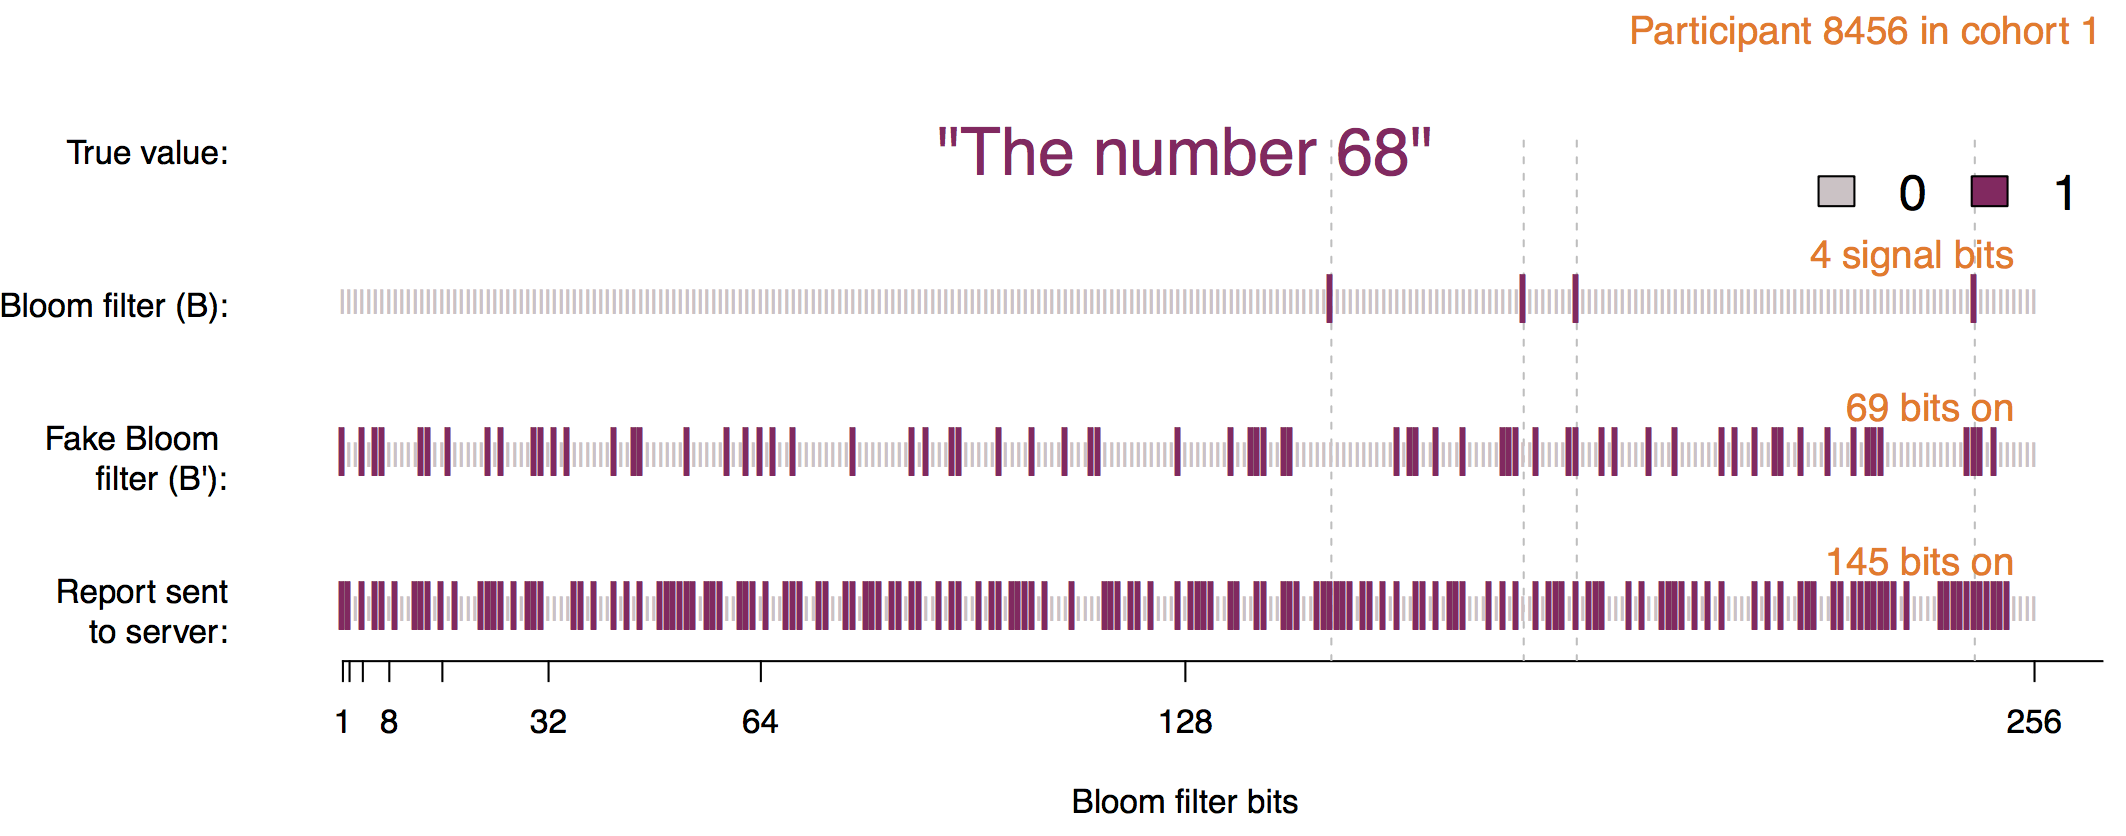 Participant 8456 in cohort 1
True value:
"The number 68"
0 1
4 signal bits
Bloom filter (B):
69 bits on
Fake Bloom
filter (B'):
145 bits on
Report sent
to server:
1 8 32 64 128 256
Bloom filter bits